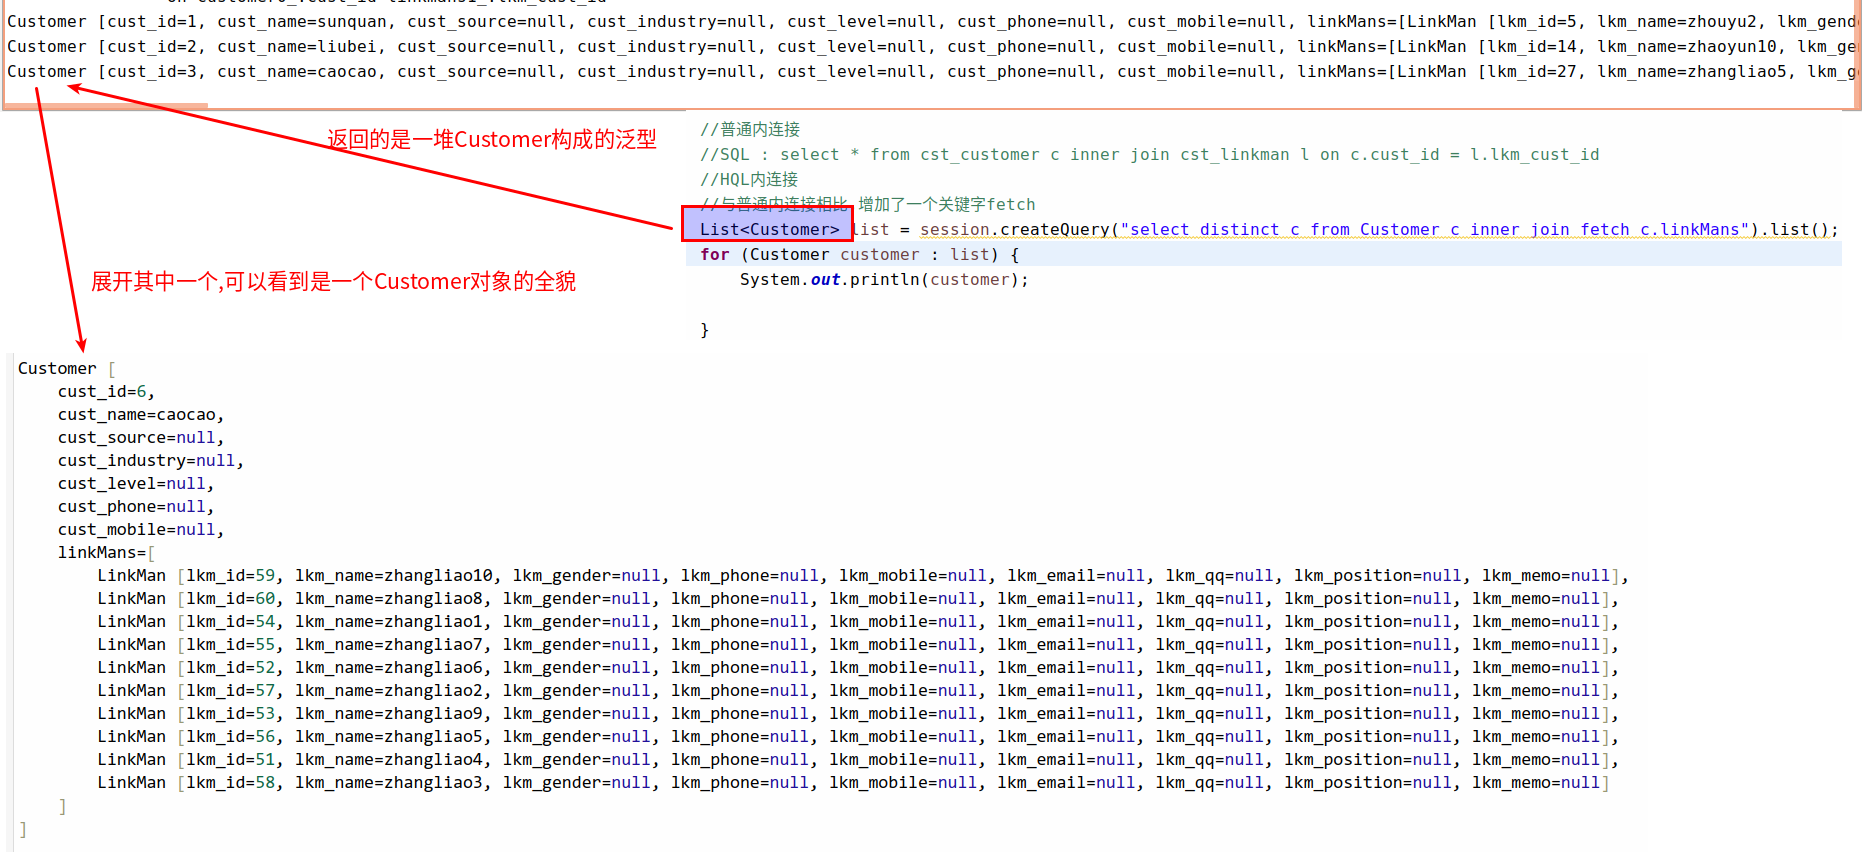 Customer [cust_id=1, cust_name=sunquan, cust_source=null, cust_industry=null, cust_level=null, cust_phone=null, cust_mobile=null, linkMans=[LinkMan [lkm_id=5, lkm_name=zhouyu2, lkm_gend
Customer [cust_id=2, cust_name=liubei, cust_source=null, cust_industry=null, cust_level=null, cust_phone=null, cust_mobile=null, linkMans=[LinkMan [lkm_id=14, lkm_name=zhaoyun10, lkm_ge
Customer [cust_id=3, cust_name=caocao, cust_source=null, cust_industry=null, cust_level=null, cust_phone=null, cust_mobile=null, linkMans=[LinkMan [lkm_id=27, lkm_name=zhangliao5, lkm_g
返回的是一堆Customer构成的泛型
//普通内连接
//SQL : select * from cst_customer c inner join cst_linkman l on c.cust_id = l.lkm_cust_id
//HQL内连接
//与普通内连接相比 增加了一个关键字fetch
List<Customer> list = session.createQuery("select distinct c from Customer c inner join fetch c.linkMans").list();
for (Customer customer : list) {
System.out.println(customer);
}
展开其中一个,可以看到是一个Customer对象的全貌
Customer [
cust_id=6,
cust_name=caocao,
cust_source=null,
cust_industry=null,
cust_level=null,
cust_phone=null,
cust_mobile=null,
linkMans=[
LinkMan [lkm_id=59, lkm_name=zhangliao10, lkm_gender=null, lkm_phone=null, lkm_mobile=null, lkm_email=null, lkm_qq=null, lkm_position=null, lkm_memo=null],
LinkMan [lkm_id=60, lkm_name=zhangliao8, lkm_gender=null, lkm_phone=null, lkm_mobile=null, lkm_email=null, lkm_qq=null, lkm_position=null, lkm_memo=null],
LinkMan [lkm_id=54, lkm_name=zhangliao1, lkm_gender=null, lkm_phone=null, lkm_mobile=null, lkm_email=null, lkm_qq=null, lkm_position=null, lkm_memo=null],
LinkMan [lkm_id=55, lkm_name=zhangliao7, lkm_gender=null, lkm_phone=null, lkm_mobile=null, lkm_email=null, lkm_qq=null, lkm_position=null, lkm_memo=null],
LinkMan [lkm_id=52, lkm_name=zhangliao6, lkm_gender=null, lkm_phone=null, lkm_mobile=null, lkm_email=null, lkm_qq=null, lkm_position=null, lkm_memo=null],
LinkMan [lkm_id=57, lkm_name=zhangliao2, lkm_gender=null, lkm_phone=null, lkm_mobile=null, lkm_email=null, lkm_qq=null, lkm_position=null, lkm_memo=null],
LinkMan [lkm_id=53, lkm_name=zhangliao9, lkm_gender=null, lkm_phone=null, lkm_mobile=null, lkm_email=null, lkm_qq=null, lkm_position=null, lkm_memo=null],
LinkMan [lkm_id=56, lkm_name=zhangliao5, lkm_gender=null, lkm_phone=null, lkm_mobile=null, lkm_email=null, lkm_qq=null, lkm_position=null, lkm_memo=null],
LinkMan [lkm_id=51, lkm_name=zhangliao4, lkm_gender=null, lkm_phone=null, lkm_mobile=null, lkm_email=null, lkm_qq=null, lkm_position=null, lkm_memo=null],
LinkMan [lkm_id=58, lkm_name=zhangliao3, lkm_gender=null, lkm_phone=null, lkm_mobile=null, lkm_email=null, lkm_qq=null, lkm_position=null, lkm_memo=null]
]
]